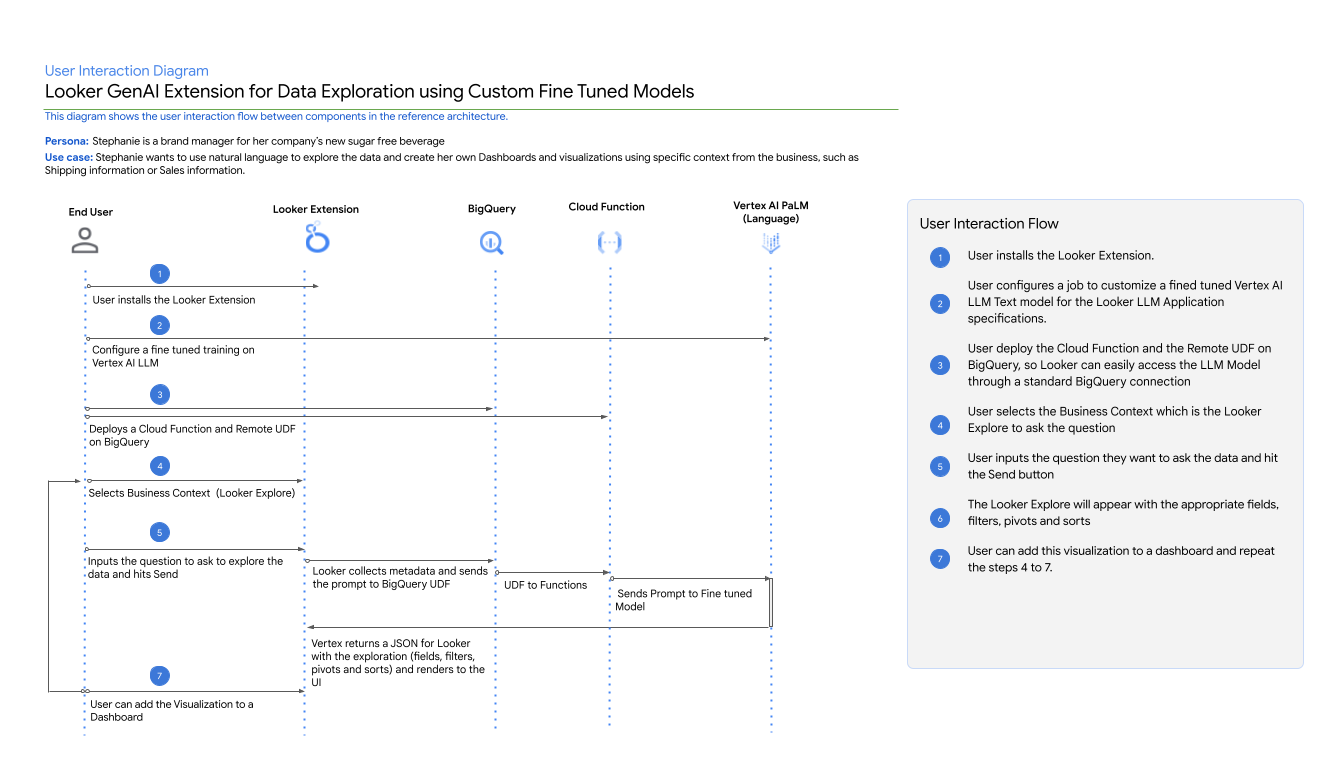 User Interaction Diagram
Looker GenAI Extension for Data Exploration using Custom Fine Tuned Models
This diagram shows the user interaction flow between components in the reference architecture.
Persona: Stephanie is a brand manager for her company's new sugar free beverage
Use case: Stephanie wants to use natural language to explore the data and create her own Dashboards and visualizations using specific context from the business, such as
Shipping information or Sales information.
End User
Looker Extension
BigQuery
Cloud Function
Vertex AI PaLM
(Language)
1
User installs the Looker Extension
2
Configure a fine tuned training on
Vertex AI LLM
3
Deploys a Cloud Function and Remote UDF
on BigQuery
4
Selects Business Context (Looker Explore)
5
Inputs the question to ask to explore the
data and hits Send
Looker collects metadata and sends
the prompt to BigQuery UDF
UDF to Functions
Sends Prompt to Fine tuned
Model
Vertex returns a JSON for Looker
with the exploration (fields, filters,
pivots and sorts) and renders to the
UI
7
User can add the Visualization to a
Dashboard
User Interaction Flow
1
User installs the Looker Extension.
2
User configures a job to customize a fined tuned Vertex AI
LLM Text model for the Looker LLM Application
specifications.
3
User deploy the Cloud Function and the Remote UDF on
BigQuery, so Looker can easily access the LLM Model
through a standard BigQuery connection
4
User selects the Business Context which is the Looker
Explore to ask the question
5
User inputs the question they want to ask the data and hit
the Send button
6
The Looker Explore will appear with the appropriate fields,
filters, pivots and sorts
7
User can add this visualization to a dashboard and repeat
the steps 4 to 7.